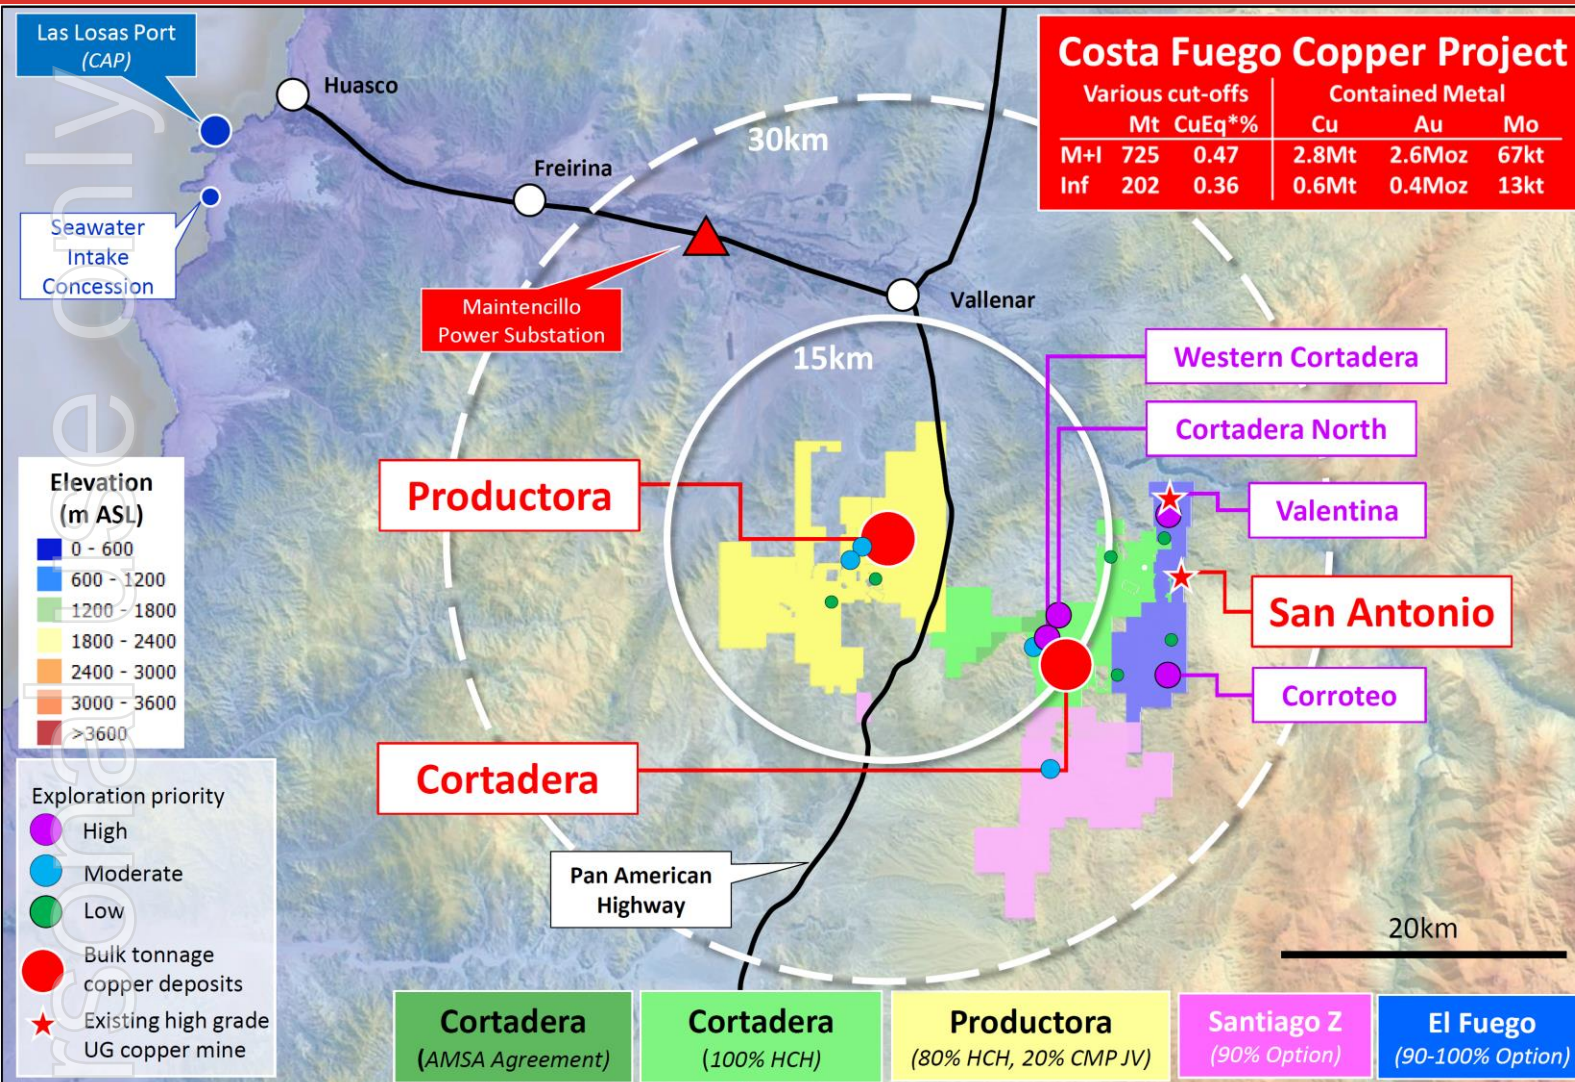 Las Losas Port
(CAP)
Huasco
Freirina
30km
Costa Fuego Copper Project
Various cut-offs Contained Metal
Mt CuEq*% Cu Au Mo
M+I 725 0.47 2.8Mt 2.6Moz 67kt
Inf 202 0.36 0.6Mt 0.4Moz 13kt
Seawater
Intake
Concession
Maintencillo
Power Substation
Vallenar
15km
Western Cortadera
Cortadera North
Productora
Valentina
San Antonio
Corroteo
Cortadera
Elevation
(m ASL)
0 - 600
600 - 1200
1200 - 1800
1800 - 2400
2400 - 3000
3000 - 3600
>3600
Exploration priority
High
Moderate
Low
Bulk tonnage
copper deposits
Existing high grade
UG copper mine
Pan American
Highway
20km
Cortadera
(AMSA Agreement)
Cortadera
(100% HCH)
Productora
(80% HCH, 20% CMP JV)
Santiago Z
(90% Option)
El Fuego
(90-100% Option)
rsonal use only